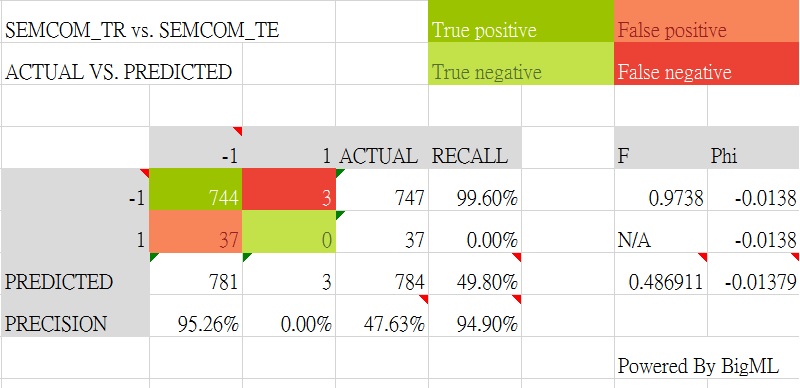 SEMCOM_TR vs. SEMCOM_TE True positive False positive
ACTUAL VS. PREDICTED True negative False negative
-1 1 ACTUAL RECALL F Phi
-1 744 3 747 99.60% 0.9738 -0.0138
1 37 0 37 0.00% N/A -0.0138
PREDICTED 781 3 784 49.80% 0.486911 -0.01379
PRECISION 95.26% 0.00% 47.63% 94.90%
Powered By BigML